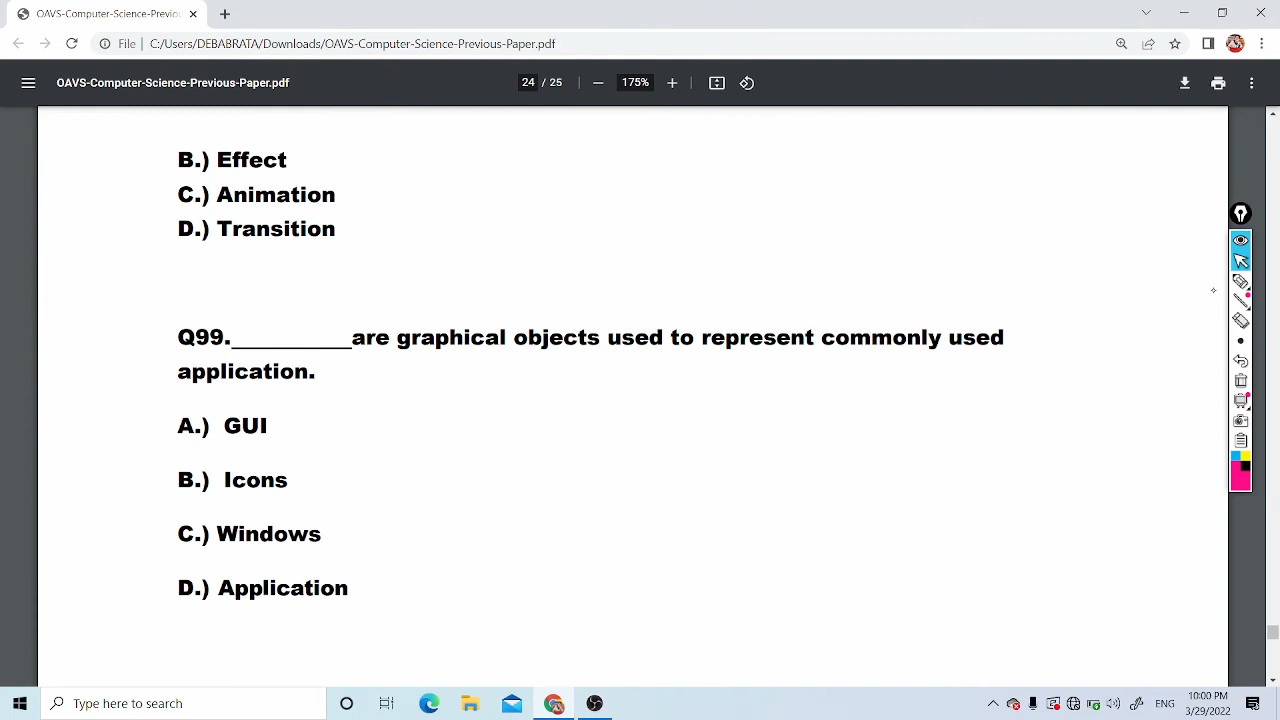 OAVS-Computer-Science-Previou
File
C:/Users/DEBABRATA/Downloads/OAVS-Computer-Science-Previous-Paper.pdf
OAVS-Computer-Science-Previous-Paper.pdf
24 / 25
175%
B.) Effect
C.) Animation
D.) Transition
Q99.__________are graphical objects used to represent commonly used
application.
A.) GUI
B.) Icons
C.) Windows
D.) Application
Type here to search
ENG
10:00 PM
3/29/2022